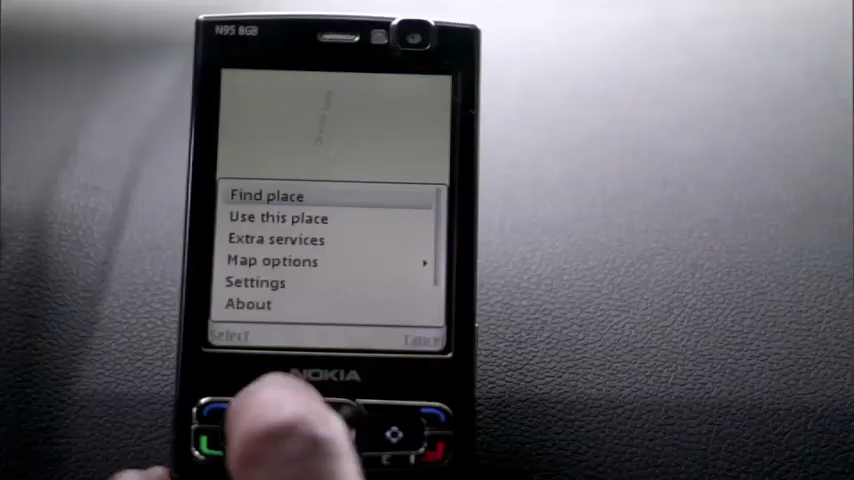 N95 8GB
Find place
Use this place
Extra services
Map options
Settings
About
Select Cancel
NOKIA